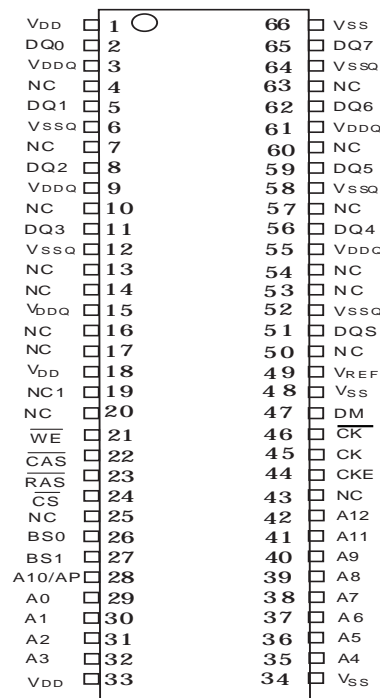 VDD 1 66 VSS
DQ0 2 65 DQ7
VDDQ 3 64 VSSQ
NC 4 63 NC
DQ1 5 62 DQ6
VSSQ 6 61 VDDQ
NC 7 60 NC
DQ2 8 59 DQ5
VDDQ 9 58 VSSQ
NC 10 57 NC
DQ3 11 56 DQ4
VSSQ 12 55 VDDQ
NC 13 54 NC
NC 14 53 NC
VDDQ 15 52 VSSQ
NC 16 51 DQS
NC 17 50 NC
VDD 18 49 VREF
NC1 19 48 VSS
NC 20 47 DM
WE 21 46 CK
CAS 22 45 CK
RAS 23 44 CKE
CS 24 43 NC
NC 25 42 A12
BS0 26 41 A11
BS1 27 40 A9
A10/AP 28 39 A8
A0 29 38 A7
A1 30 37 A6
A2 31 36 A5
A3 32 35 A4
VDD 33 34 VSS